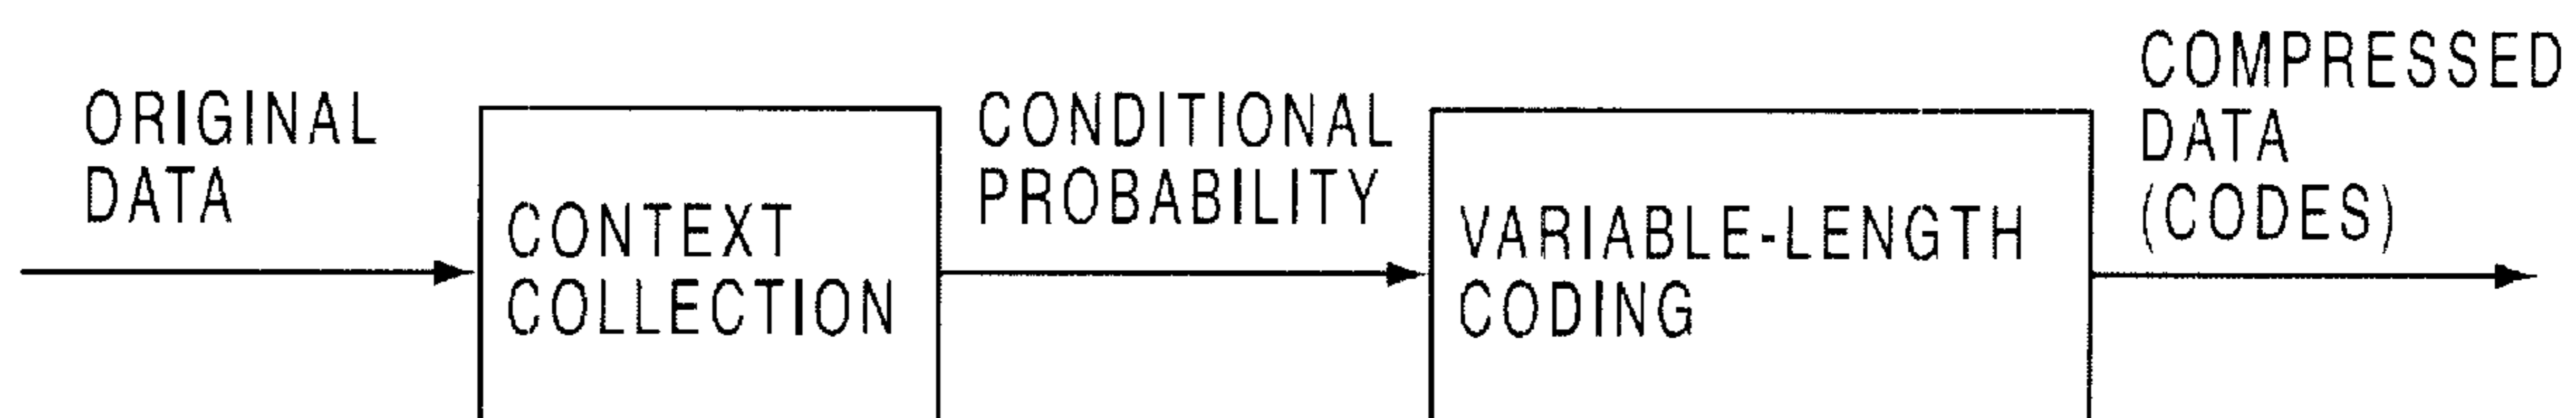 ORIGINAL
DATA
CONTEXT
COLLECTION
CONDITIONAL
PROBABILITY
VARIABLE-LENGTH
CODING
COMPRESSED
DATA
(CODES)